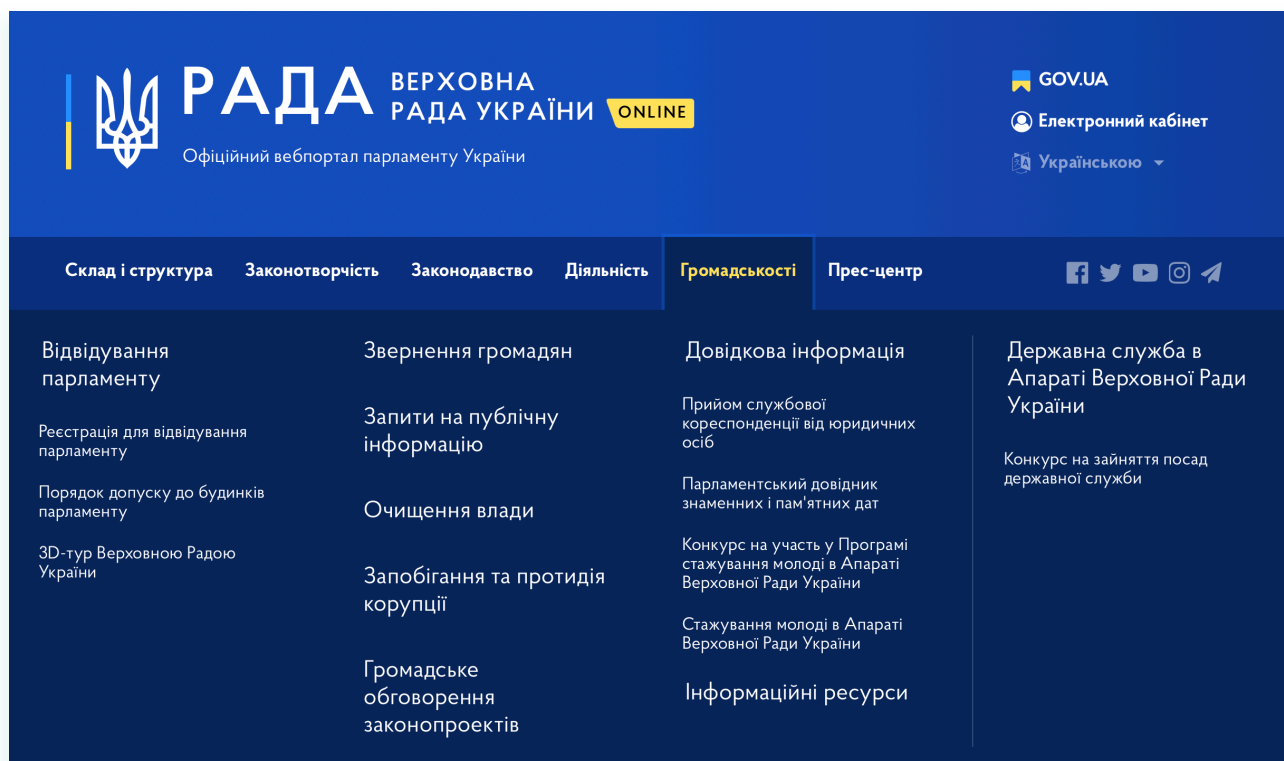 РАДА
ВЕРХОВНА
РАДА УКРАЇНИ ONLINE
Офіційний вебпортал парламенту України
GOV.UA
Електронний кабінет
Українською
Склад і структура Законотворчість Законодавство Діяльність Громадськості Прес-центр
Відвідування
парламенту
Реєстрація для відвідування
парламенту
Порядок допуску до будинків
парламенту
3D-тур Верховною Радою
України
Звернення громадян
Запити на публічну
інформацію
Очищення влади
Запобігання та протидія
корупції
Громадське
обговорення
законопроектів
Довідкова інформація
Прийом службової
кореспонденції від юридичних
осіб
Парламентський довідник
знаменних і пам'ятних дат
Конкурс на участь у Програмі
стажування молоді в Апараті
Верховної Ради України
Стажування молоді в Апараті
Верховної Ради України
Інформаційні ресурси
Державна служба в
Апараті Верховної Ради
України
Конкурс на зайняття посад
державної служби